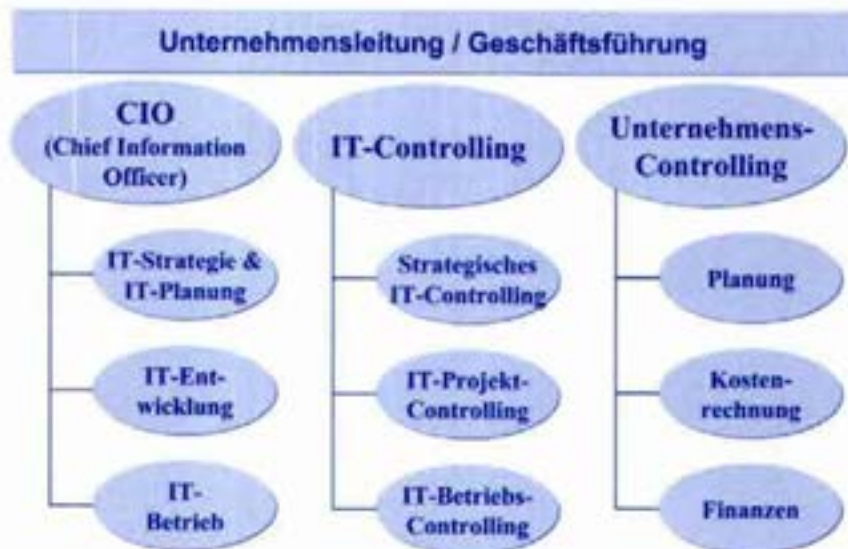 Unternehmensleitung / Geschäftsführung
CIO
(Chief Information
Officer)
IT-Strategie &
IT-Planung
IT-Ent-
wicklung
IT-
Betrieb
IT-Controlling
Strategisches
IT-Controlling
IT-Projekt-
Controlling
IT-Betriebs-
Controlling
Unternehmens-
Controlling
Planung
Kosten-
rechnung
Finanzen